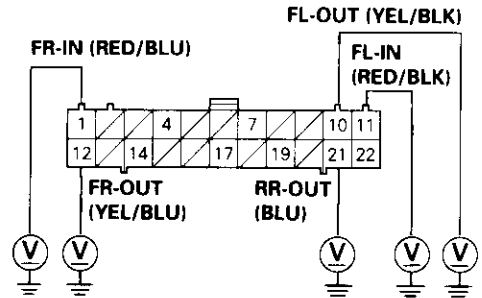 FL-OUT (YEL/BLK)
FR-IN (RED/BLU)
FL-IN
(RED/BLK)
1 4 7 10 11
12 14 17 19 21 22
FR-OUT
(YEL/BLU)
RR-OUT
(BLU)
V V V V V